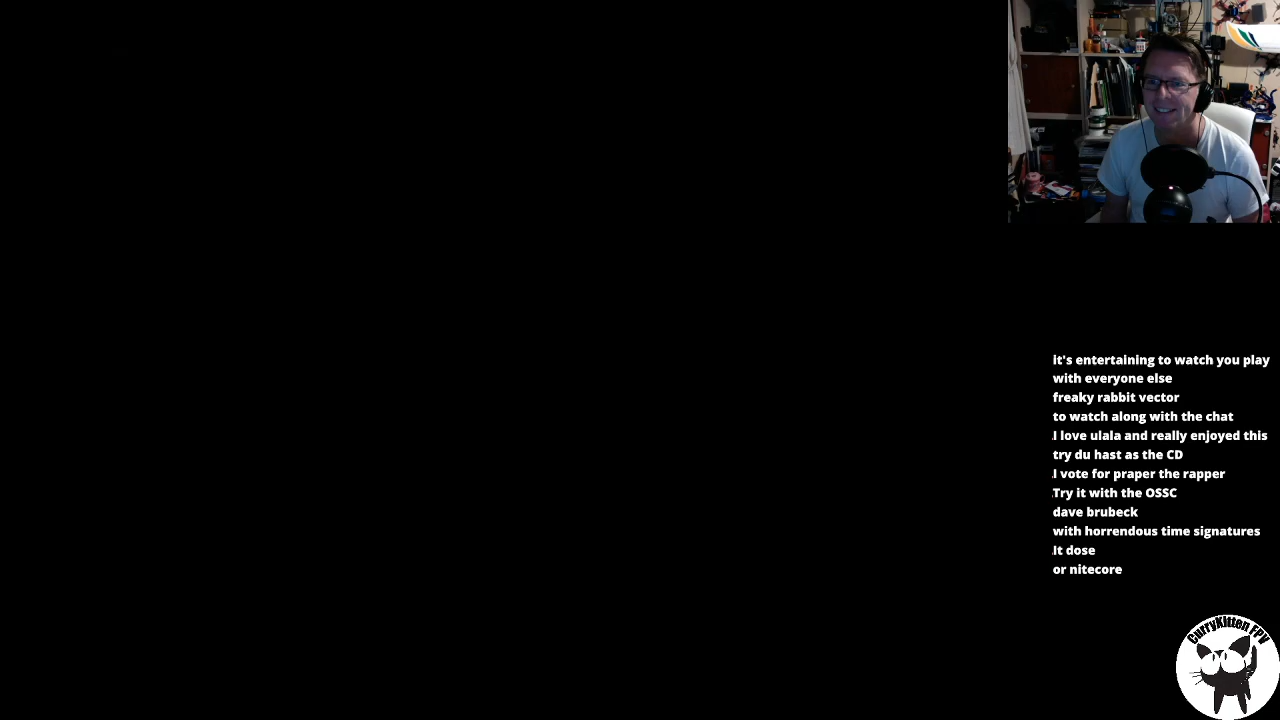 it's entertaining to watch you play
with everyone else
freaky rabbit vector
to watch along with the chat
.I love ulala and really enjoyed this
try du hast as the CD
.I vote for praper the rapper
.Try it with the OSSC
dave brubeck
with horrendous time signatures
.It dose
or nitecore
CurryKitten FPV